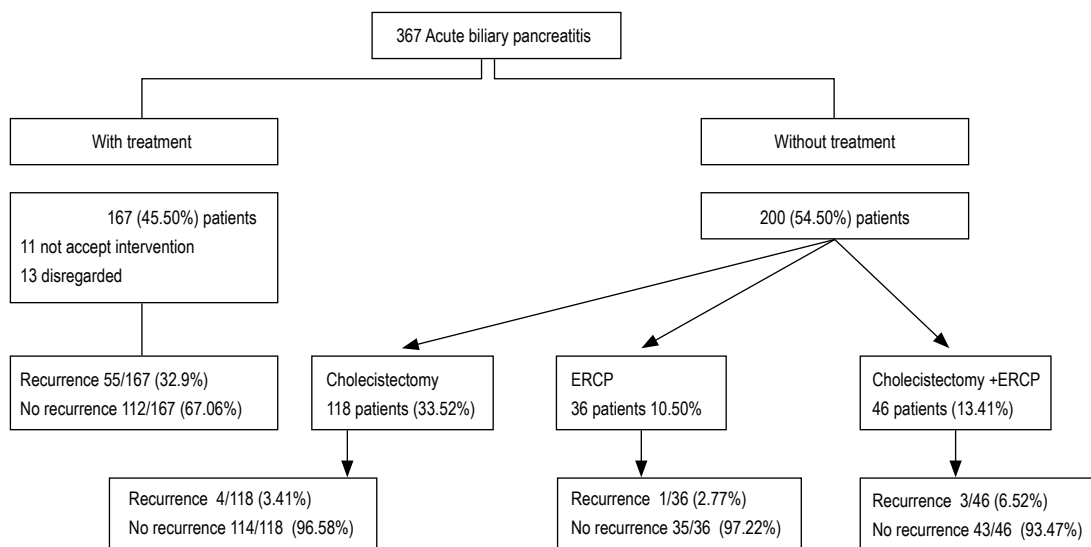 367 Acute biliary pancreatitis
With treatment
Without treatment
167 (45.50%) patients
11 not accept intervention
13 disregarded
200 (54.50%) patients
Recurrence 55/167 (32.9%)
No recurrence 112/167 (67.06%)
Cholecistectomy
118 patients (33.52%)
ERCP
36 patients 10.50%
Cholecistectomy +ERCP
46 patients (13.41%)
Recurrence 4/118 (3.41%)
No recurrence 114/118 (96.58%)
Recurrence 1/36 (2.77%)
No recurrence 35/36 (97.22%)
Recurrence 3/46 (6.52%)
No recurrence 43/46 (93.47%)